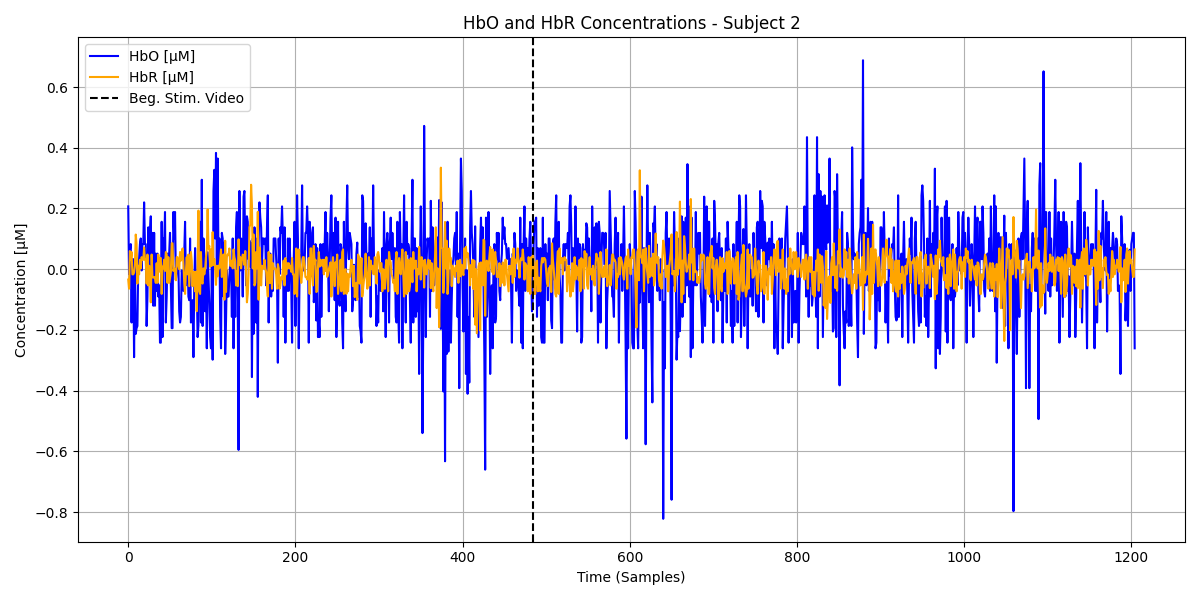 HbO and HbR Concentrations - Subject 2
HbO [µM]
HbR [µM]
Beg. Stim. Video
Concentration [µM]
0.6
0.4
0.2
0.0
−0.2
−0.4
−0.6
−0.8
0 200 400 600 800 1000 1200
Time (Samples)